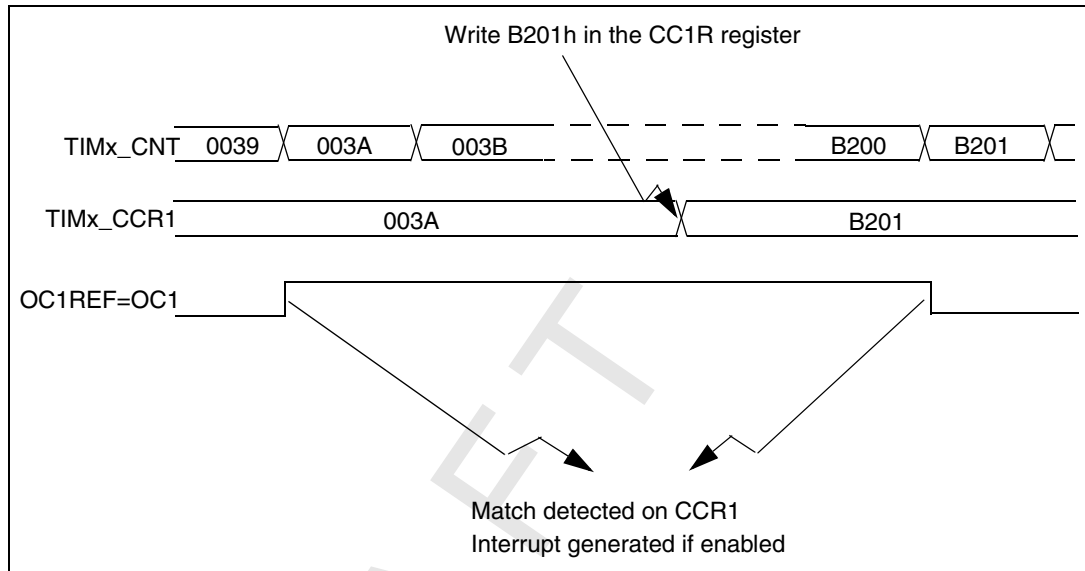 Write B201h in the CC1R register
TIMx_CNT 0039 003A 003B B200 B201
TIMx_CCR1 003A B201
OC1REF=OC1
Match detected on CCR1
Interrupt generated if enabled